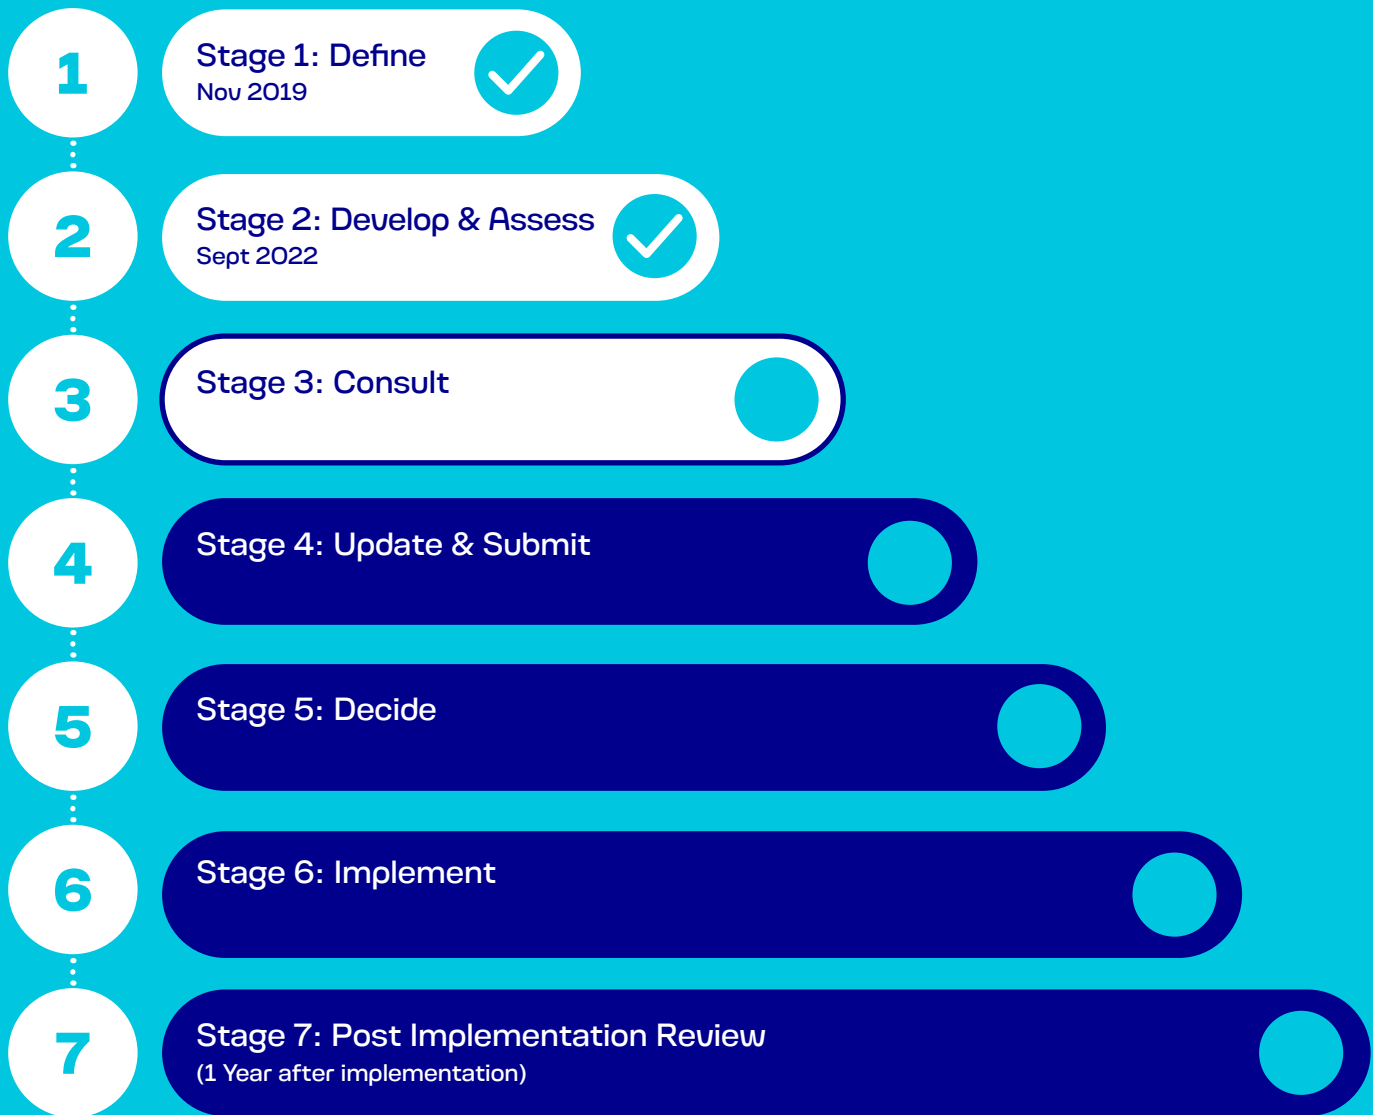 1
Stage 1: Define
Nov 2019
2
Stage 2: Develop & Assess
Sept 2022
3
Stage 3: Consult
4
Stage 4: Update & Submit
5
Stage 5: Decide
6
Stage 6: Implement
7
Stage 7: Post Implementation Review
(1 Year after implementation)